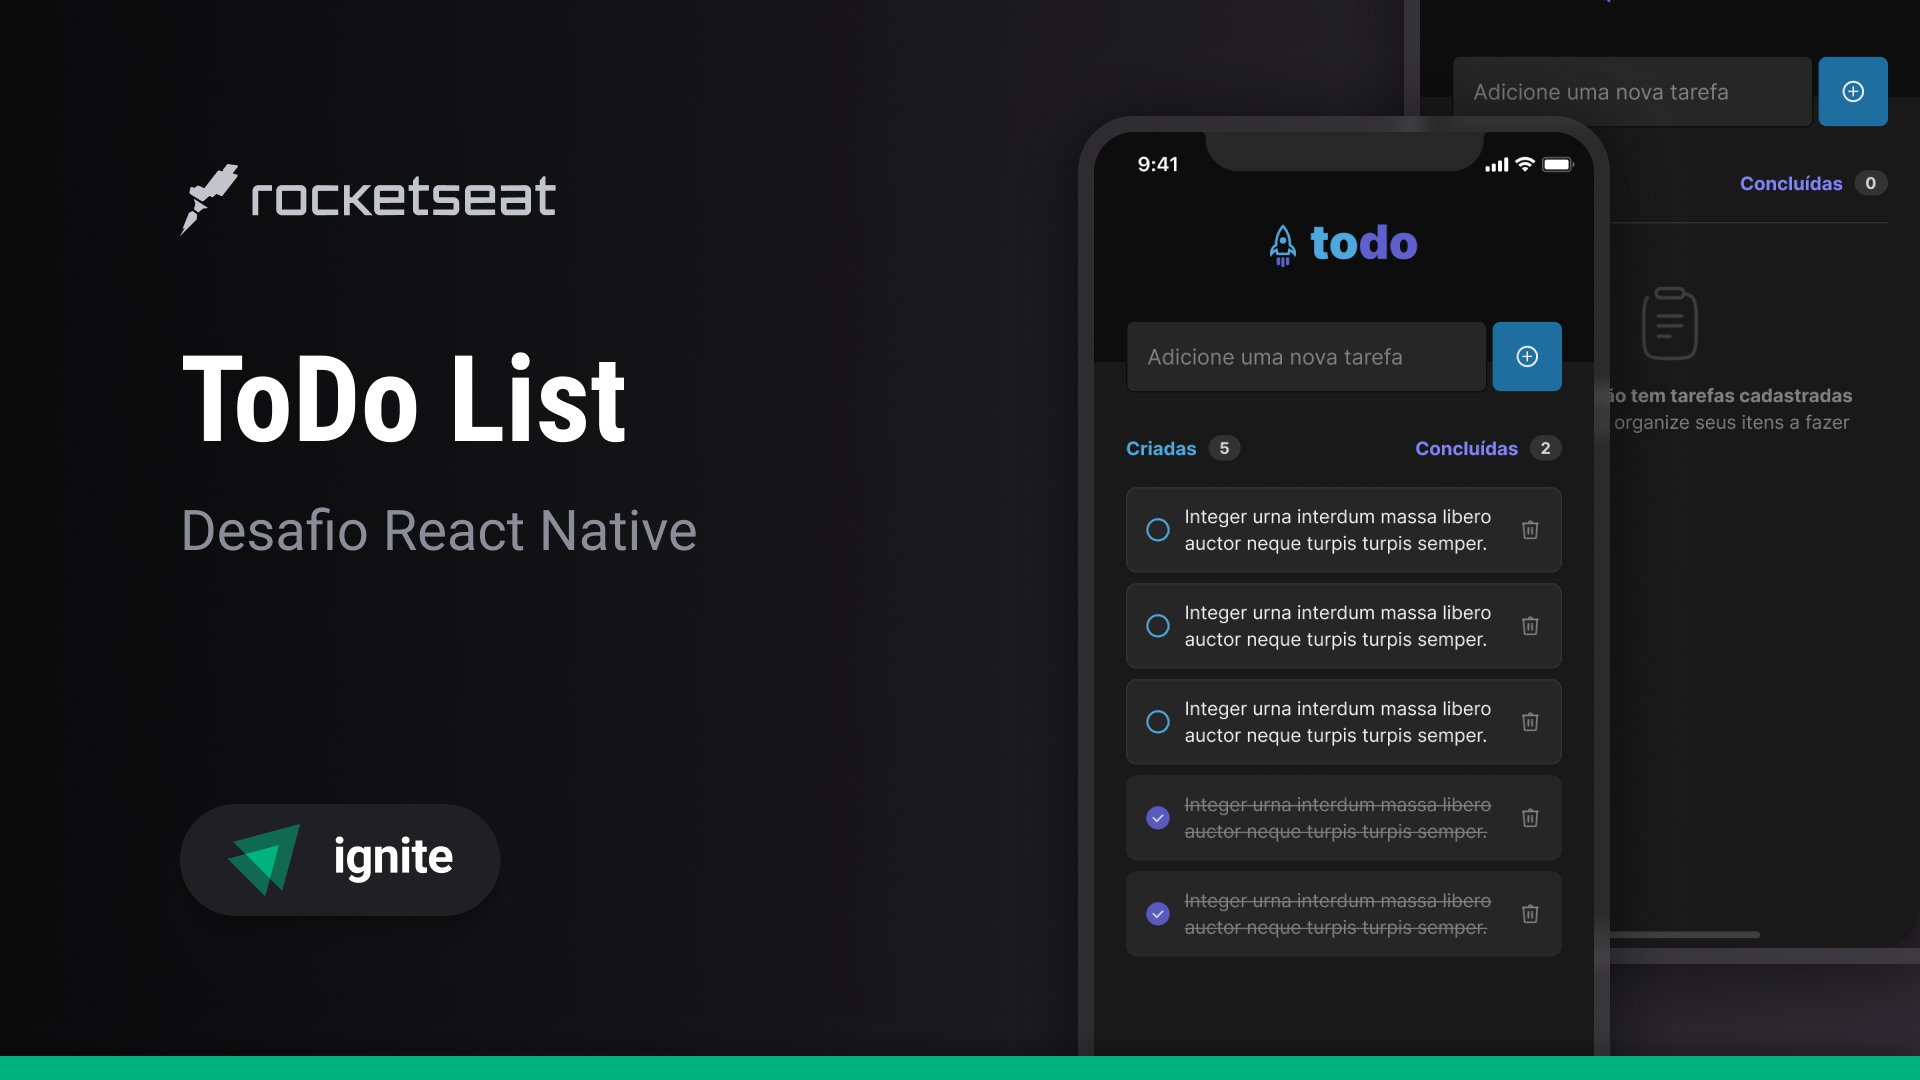 rocketseat
ToDo List
Desafio React Native
ignite
9:41
todo
Adicione uma nova tarefa
Criadas 5
Concluídas 2
Integer urna interdum massa libero
auctor neque turpis turpis semper.
Integer urna interdum massa libero
auctor neque turpis turpis semper.
Integer urna interdum massa libero
auctor neque turpis turpis semper.
Integer urna interdum massa libero
auctor neque turpis turpis semper.
Integer urna interdum massa libero
auctor neque turpis turpis semper.
Adicione uma nova tarefa
Concluídas 0
tem tarefas cadastradas
organize seus itens a fazer